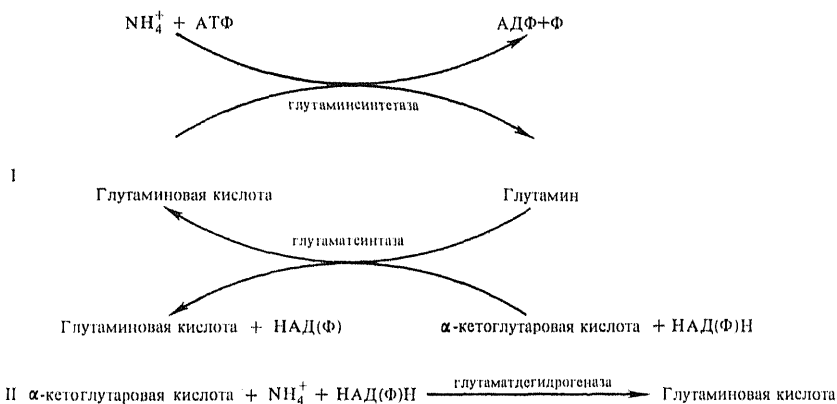 NH₄⁺ + АТФ АДФ+Ф
глутаминсинтетаза
I
Глутаминовая кислота Глутамин
глутаматсинтаза
Глутаминовая кислота + НАД(Ф) α-кетоглутаровая кислота + НАД(Ф)Н
II α-кетоглутаровая кислота + NH₄⁺ + НАД(Ф)Н глутаматдегидрогеназа Глутаминовая кислота